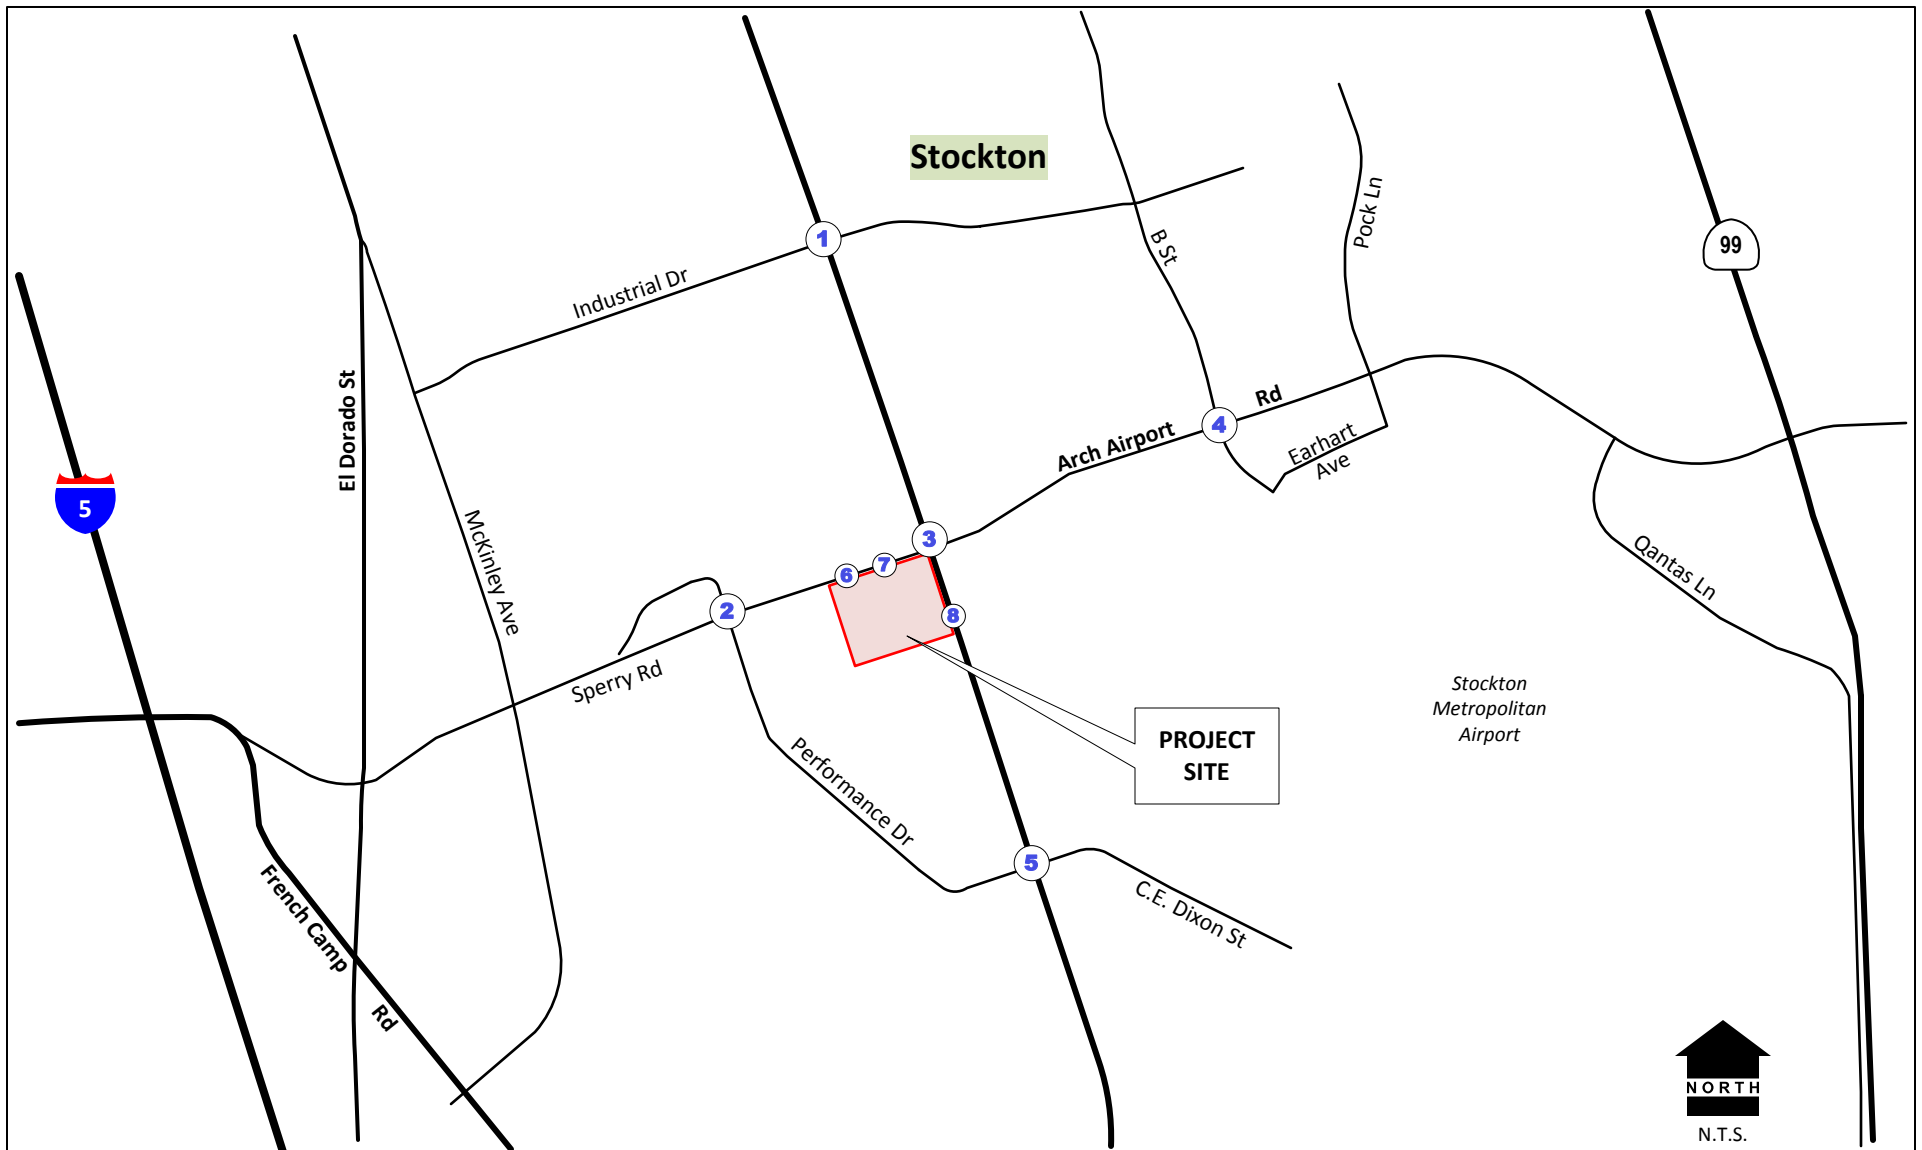 Stockton
1
Industrial Dr
B St
Pock Ln
99
El Dorado St
5
McKinley Ave
Arch Airport
Rd
4
Earhart
Ave
3
7
6
2
8
Sperry Rd
Qantas Ln
Stockton
Metropolitan
Airport
PROJECT
SITE
Performance Dr
5
C.E. Dixon St
French Camp
Rd
NORTH
N.T.S.